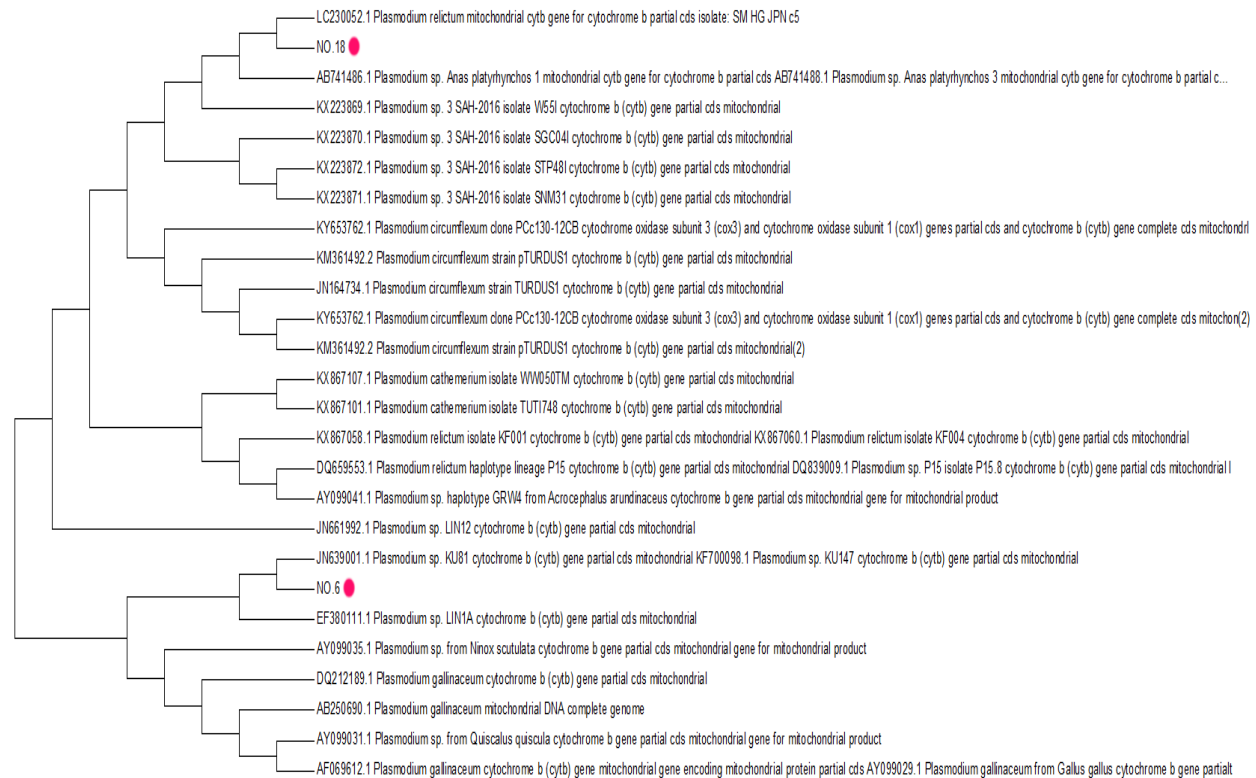 LC230052.1 Plasmodium relictum mitochondrial cytb gene for cytochrome b partial cds isolate: SM HG JPN c5
NO.18
AB741486.1 Plasmodium sp. Anas platyrhynchos 1 mitochondrial cytb gene for cytochrome b partial cds AB741488.1 Plasmodium sp. Anas platyrhynchos 3 mitochondrial cytb gene for cytochrome b partial c...
KX223869.1 Plasmodium sp. 3 SAH-2016 isolate W55I cytochrome b (cytb) gene partial cds mitochondrial
KX223870.1 Plasmodium sp. 3 SAH-2016 isolate SGC04I cytochrome b (cytb) gene partial cds mitochondrial
KX223872.1 Plasmodium sp. 3 SAH-2016 isolate STP48I cytochrome b (cytb) gene partial cds mitochondrial
KX223871.1 Plasmodium sp. 3 SAH-2016 isolate SNM31 cytochrome b (cytb) gene partial cds mitochondrial
KY653762.1 Plasmodium circumflexum clone PCc130-12CB cytochrome oxidase subunit 3 (cox3) and cytochrome oxidase subunit 1 (cox1) genes partial cds and cytochrome b (cytb) gene complete cds mitochondrl
KM361492.2 Plasmodium circumflexum strain pTURDUS1 cytochrome b (cytb) gene partial cds mitochondrial
JN164734.1 Plasmodium circumflexum strain TURDUS1 cytochrome b (cytb) gene partial cds mitochondrial
KY653762.1 Plasmodium circumflexum clone PCc130-12CB cytochrome oxidase subunit 3 (cox3) and cytochrome oxidase subunit 1 (cox1) genes partial cds and cytochrome b (cytb) gene complete cds mitochon(2)
KM361492.2 Plasmodium circumflexum strain pTURDUS1 cytochrome b (cytb) gene partial cds mitochondrial(2)
KX867107.1 Plasmodium cathemerium isolate WW050TM cytochrome b (cytb) gene partial cds mitochondrial
KX867101.1 Plasmodium cathemerium isolate TUTI748 cytochrome b (cytb) gene partial cds mitochondrial
KX867058.1 Plasmodium relictum isolate KF001 cytochrome b (cytb) gene partial cds mitochondrial KX867060.1 Plasmodium relictum isolate KF004 cytochrome b (cytb) gene partial cds mitochondrial
DQ659553.1 Plasmodium relictum haplotype lineage P15 cytochrome b (cytb) gene partial cds mitochondrial DQ839009.1 Plasmodium sp. P15 isolate P15.8 cytochrome b (cytb) gene partial cds mitochondrial l
AY099041.1 Plasmodium sp. haplotype GRW4 from Acrocephalus arundinaceus cytochrome b gene partial cds mitochondrial gene for mitochondrial product
JN661992.1 Plasmodium sp. LIN12 cytochrome b (cytb) gene partial cds mitochondrial
JN639001.1 Plasmodium sp. KU81 cytochrome b (cytb) gene partial cds mitochondrial KF700098.1 Plasmodium sp. KU147 cytochrome b (cytb) gene partial cds mitochondrial
NO.6
EF380111.1 Plasmodium sp. LIN1A cytochrome b (cytb) gene partial cds mitochondrial
AY099035.1 Plasmodium sp. from Ninox scutulata cytochrome b gene partial cds mitochondrial gene for mitochondrial product
DQ212189.1 Plasmodium gallinaceum cytochrome b (cytb) gene partial cds mitochondrial
AB250690.1 Plasmodium gallinaceum mitochondrial DNA complete genome
AY099031.1 Plasmodium sp. from Quiscalus quiscula cytochrome b gene partial cds mitochondrial gene for mitochondrial product
AF069612.1 Plasmodium gallinaceum cytochrome b (cytb) gene mitochondrial gene encoding mitochondrial protein partial cds AY099029.1 Plasmodium gallinaceum from Gallus gallus cytochrome b gene partialt